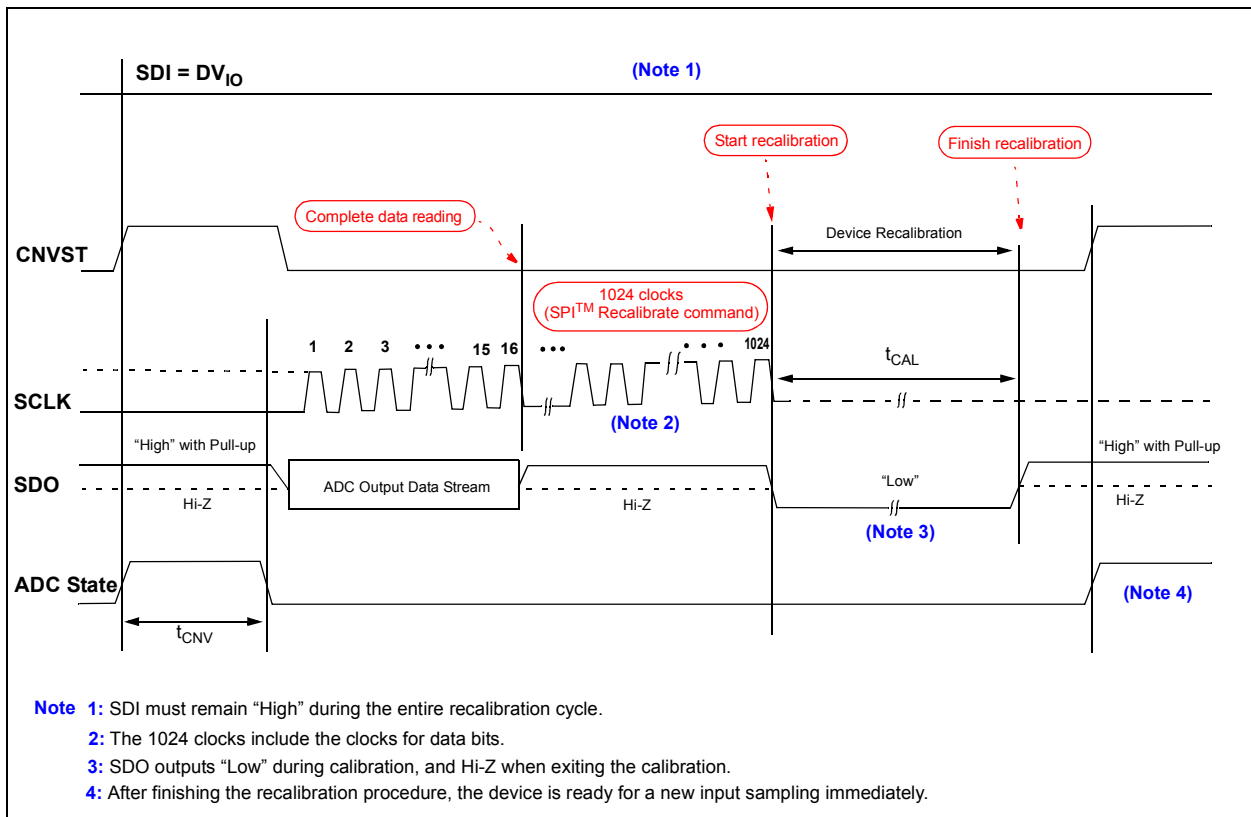 SDI = DVIO
(Note 1)
Start recalibration
Finish recalibration
Complete data reading
Device Recalibration
CNVST
1024 clocks
(SPI™ Recalibrate command)
1 2 3 • • • 15 16 • • • • • • 1024
tCAL
SCLK
(Note 2)
“High” with Pull-up
“High” with Pull-up
SDO
ADC Output Data Stream
“Low”
Hi-Z
Hi-Z
Hi-Z
(Note 3)
ADC State
(Note 4)
tCNV
Note 1: SDI must remain “High” during the entire recalibration cycle.
2: The 1024 clocks include the clocks for data bits.
3: SDO outputs “Low” during calibration, and Hi-Z when exiting the calibration.
4: After finishing the recalibration procedure, the device is ready for a new input sampling immediately.